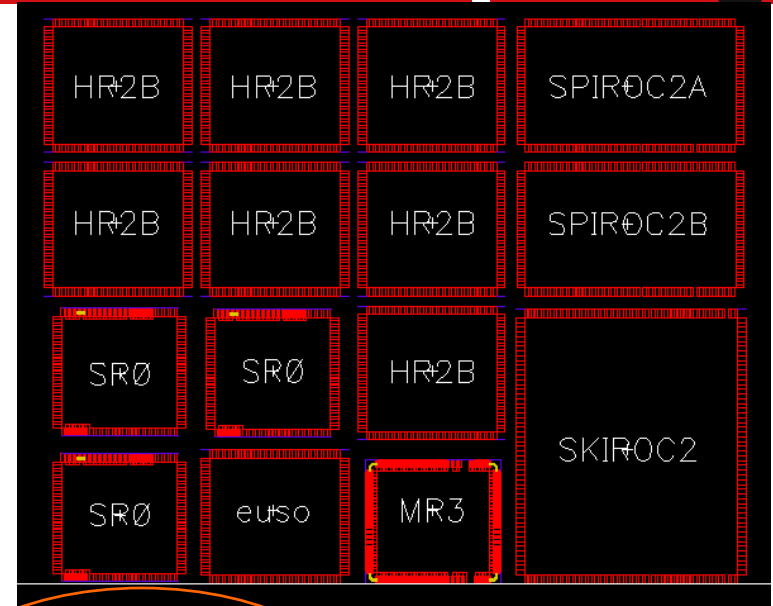 HR2B HR2B HR2B SPIROC2A
HR2B HR2B HR2B SPIROC2B
SR0 SR0 HR2B
SKIROC2
SR0 euso MR3